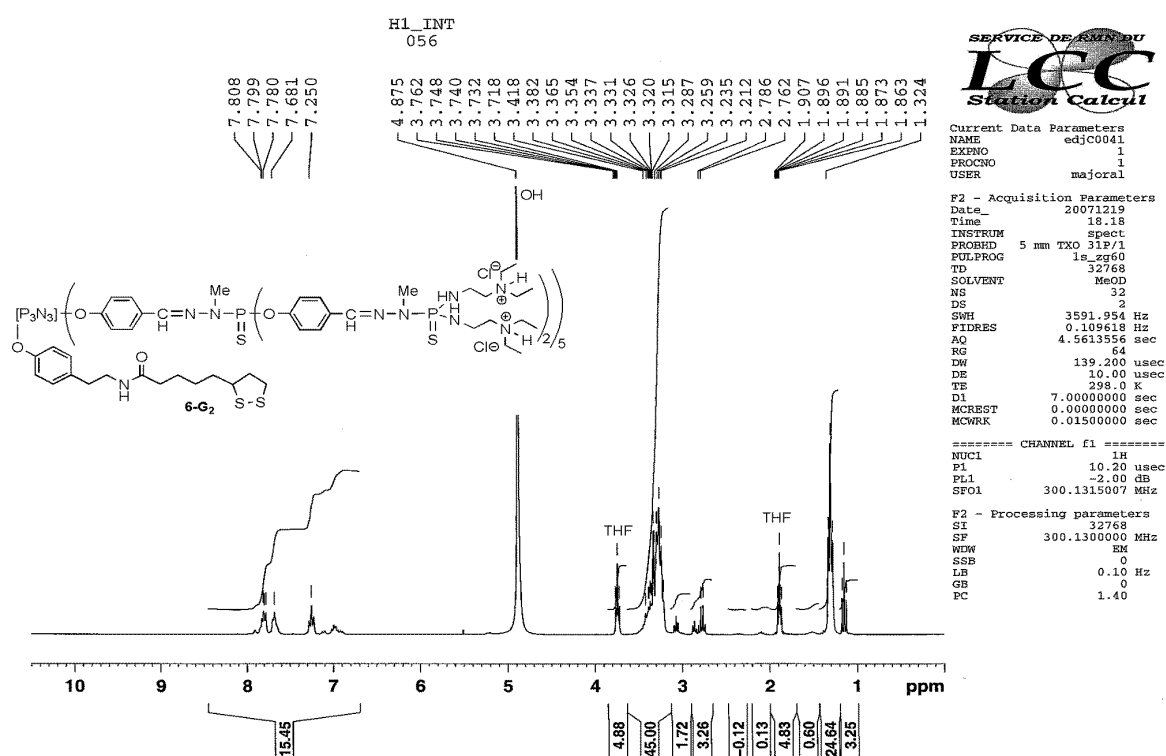 H1_INT
056
7.808
7.799
7.780
7.681
7.250
4.875
3.762
3.748
3.740
3.732
3.718
3.418
3.382
3.365
3.354
3.337
3.331
3.326
3.320
3.315
3.287
3.259
3.235
3.212
2.786
2.762
1.907
1.896
1.891
1.885
1.873
1.863
1.324
SERVICE DE RMN DU
LCC
Station Calcul
Current Data Parameters
NAME edjC0041
EXPNO 1
PROCNO 1
USER majoral
F2 - Acquisition Parameters
Date_ 20071219
Time 18.18
INSTRUM spect
PROBHD 5 mm TXO 31P/1
PULPROG ls_zg60
TD 32768
SOLVENT MeOD
NS 32
DS 2
SWH 3591.954 Hz
FIDRES 0.109618 Hz
AQ 4.5613556 sec
RG 64
DW 139.200 usec
DE 10.00 usec
TE 298.0 K
D1 7.00000000 sec
MCREST 0.00000000 sec
MCWRK 0.01500000 sec
======== CHANNEL f1 ========
NUC1 1H
P1 10.20 usec
PL1 -2.00 dB
SFO1 300.1315007 MHz
F2 - Processing parameters
SI 32768
SF 300.1300000 MHz
WDW EM
SSB 0
LB 0.10 Hz
GB 0
PC 1.40
OH
[P3N3] O C=N-N-P O C=N-N-P
H Me S H Me S
HN N H Cl⊖ ⊕
NH N H Cl⊖ ⊕
2 5
O N H O S-S
6-G2
THF
THF
10 9 8 7 6 5 4 3 2 1 ppm
15.45
4.88
45.00
1.72
3.26
-0.12
0.13
4.83
0.60
24.64
3.25